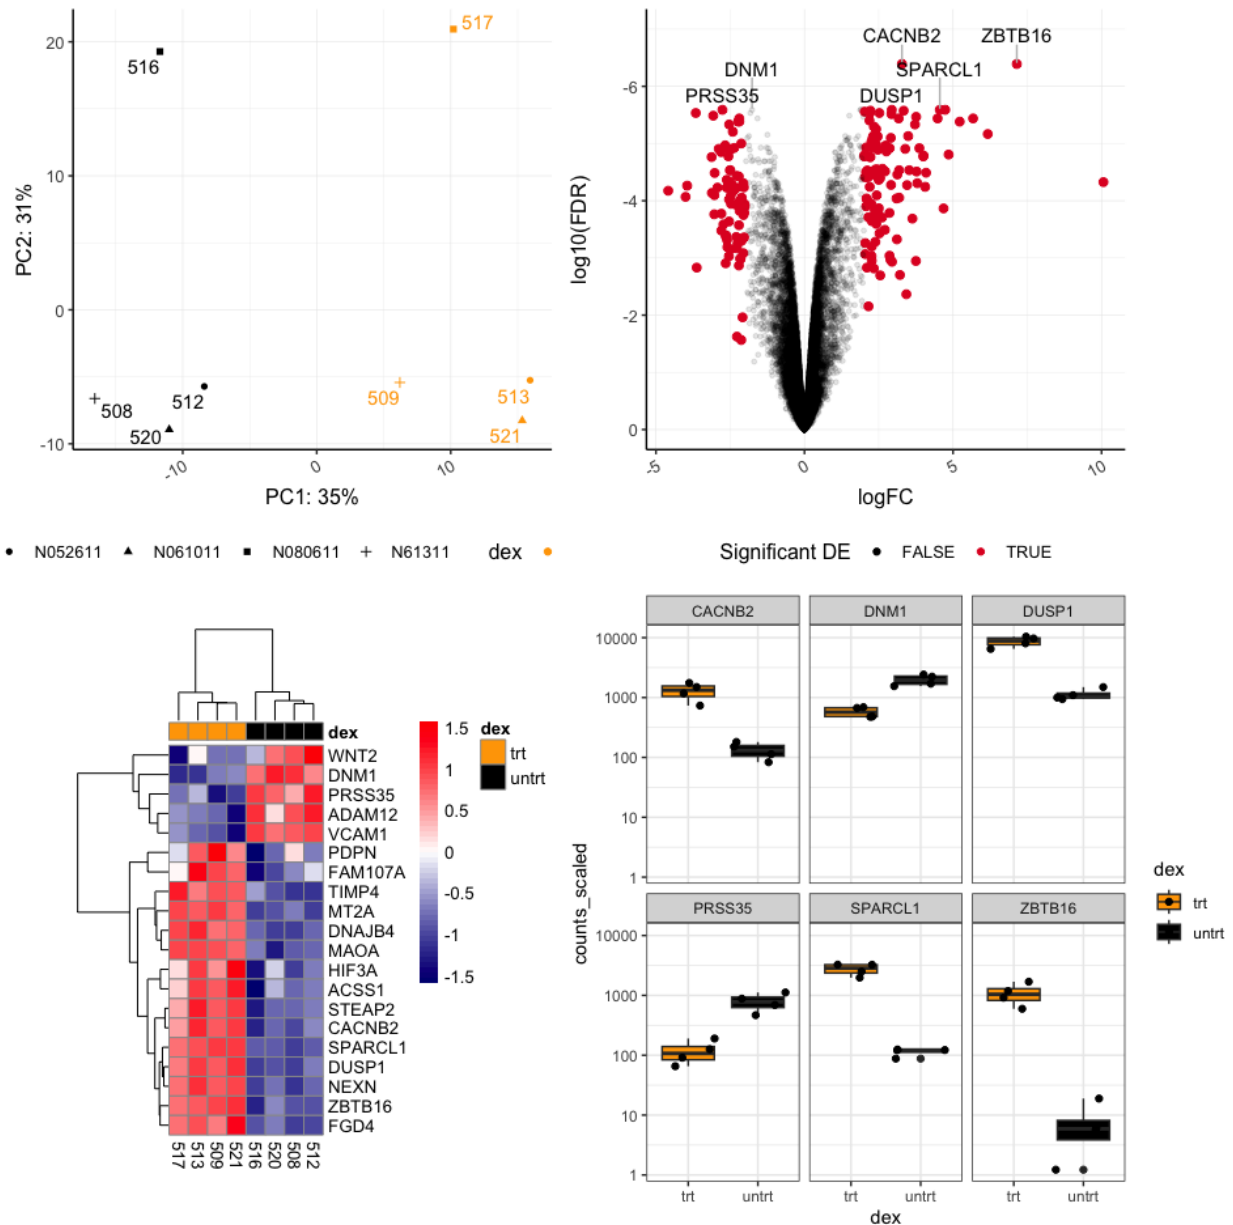 20
10
0
-10
PC2: 31%
516
517
508
512
520
509
513
521
-10
0
10
PC1: 35%
N052611
N061011
N080611
N61311
dex
-6
-4
-2
0
log10(FDR)
CACNB2
ZBTB16
DNM1
SPARCL1
PRSS35
DUSP1
-5
0
5
10
logFC
Significant DE
FALSE
TRUE
dex
WNT2
DNM1
PRSS35
ADAM12
VCAM1
PDPN
FAM107A
TIMP4
MT2A
DNAJB4
MAOA
HIF3A
ACSS1
STEAP2
CACNB2
SPARCL1
DUSP1
NEXN
ZBTB16
FGD4
517
513
509
521
516
520
508
512
1.5
1
0.5
0
-0.5
-1
-1.5
dex
trt
untrt
CACNB2
DNM1
DUSP1
10000
1000
100
10
1
PRSS35
SPARCL1
ZBTB16
10000
1000
100
10
1
counts_scaled
trt
untrt
trt
untrt
trt
untrt
dex
dex
trt
untrt